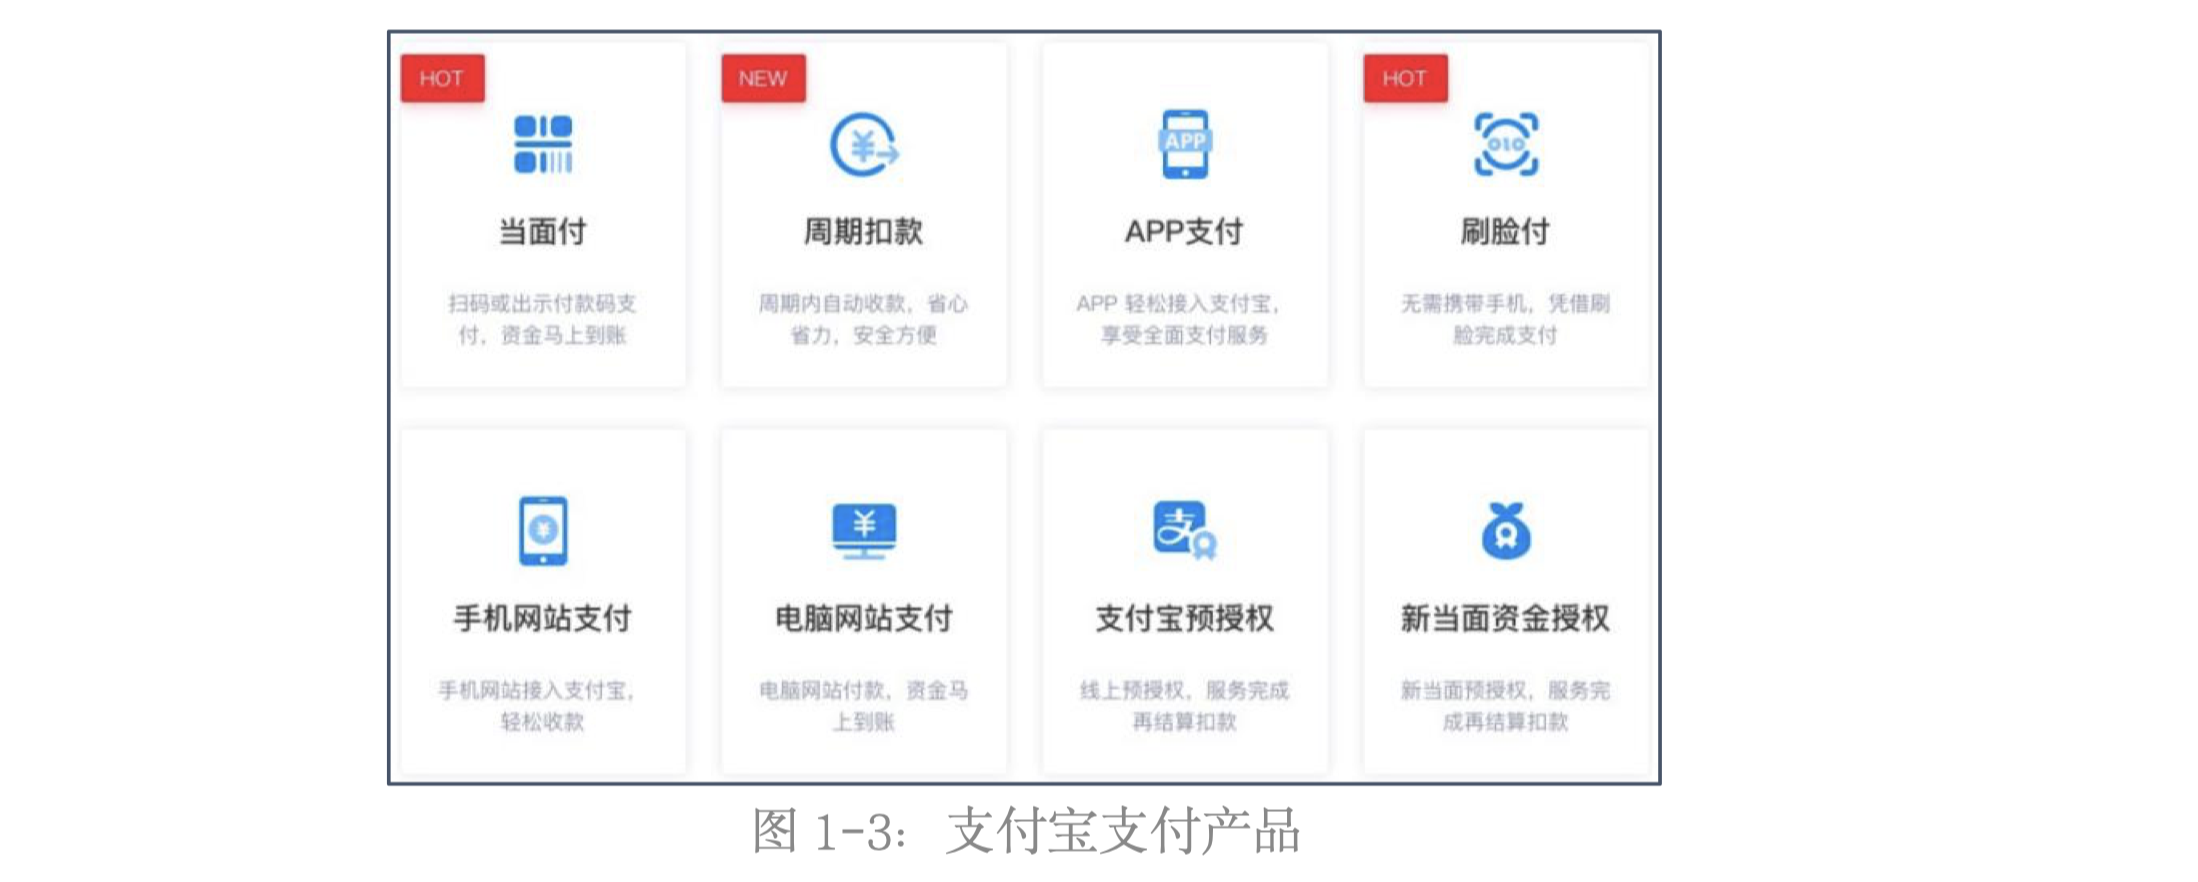 HOT
当面付
扫码或出示付款码支
付，资金马上到账
NEW
¥
周期扣款
周期内自动收款，省心
省力，安全方便
APP
APP支付
APP 轻松接入支付宝，
享受全面支付服务
HOT
刷脸付
无需携带手机，凭借刷
脸完成支付
¥
手机网站支付
手机网站接入支付宝，
轻松收款
¥
电脑网站支付
电脑网站付款，资金马
上到账
支
支付宝预授权
线上预授权，服务完成
再结算扣款
新当面资金授权
新当面预授权，服务完
成再结算扣款
图 1-3：支付宝支付产品